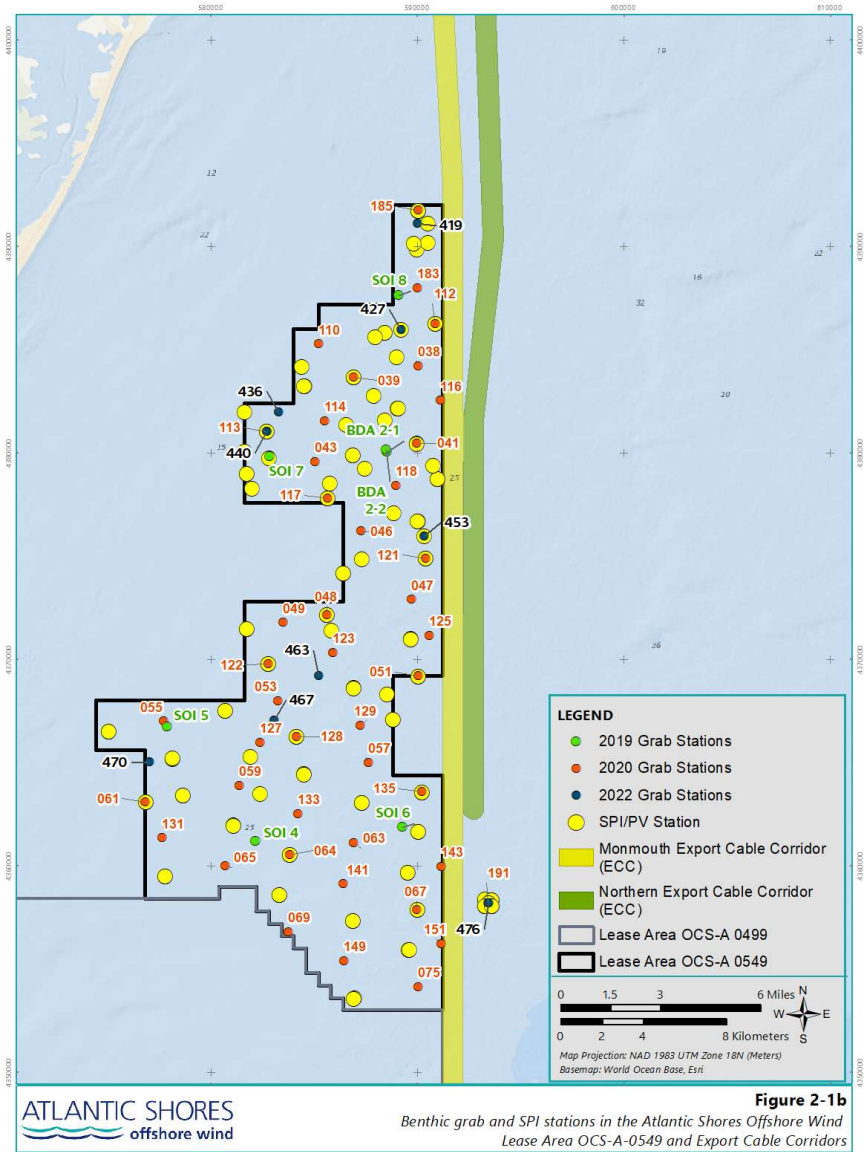 580000
590000
600000
610000
4400000
4400000
19
12
185
419
22
4390000
4390000
22
SOI 8
183
16
112
427
32
110
038
039
116
436
20
114
113
BDA 2-1
041
15
440
043
4380000
4380000
SOI 7
118
25
117
BDA
2-2
453
046
121
047
048
049
125
123
463
36
122
4370000
4370000
051
053
467
055
SOI 5
129
127
128
470
057
059
135
061
133
SOI 6
131
25
SOI 4
063
064
143
065
4360000
4360000
141
191
067
476
069
151
149
075
4350000
4350000
LEGEND
2019 Grab Stations
2020 Grab Stations
2022 Grab Stations
SPI/PV Station
Monmouth Export Cable Corridor
(ECC)
Northern Export Cable Corridor
(ECC)
Lease Area OCS-A 0499
Lease Area OCS-A 0549
0 1.5 3 6 Miles
N
W E
S
0 2 4 8 Kilometers
Map Projection: NAD 1983 UTM Zone 18N (Meters)
Basemap: World Ocean Base, Esri
ATLANTIC SHORES
offshore wind
Figure 2-1b
Benthic grab and SPI stations in the Atlantic Shores Offshore Wind
Lease Area OCS-A-0549 and Export Cable Corridors